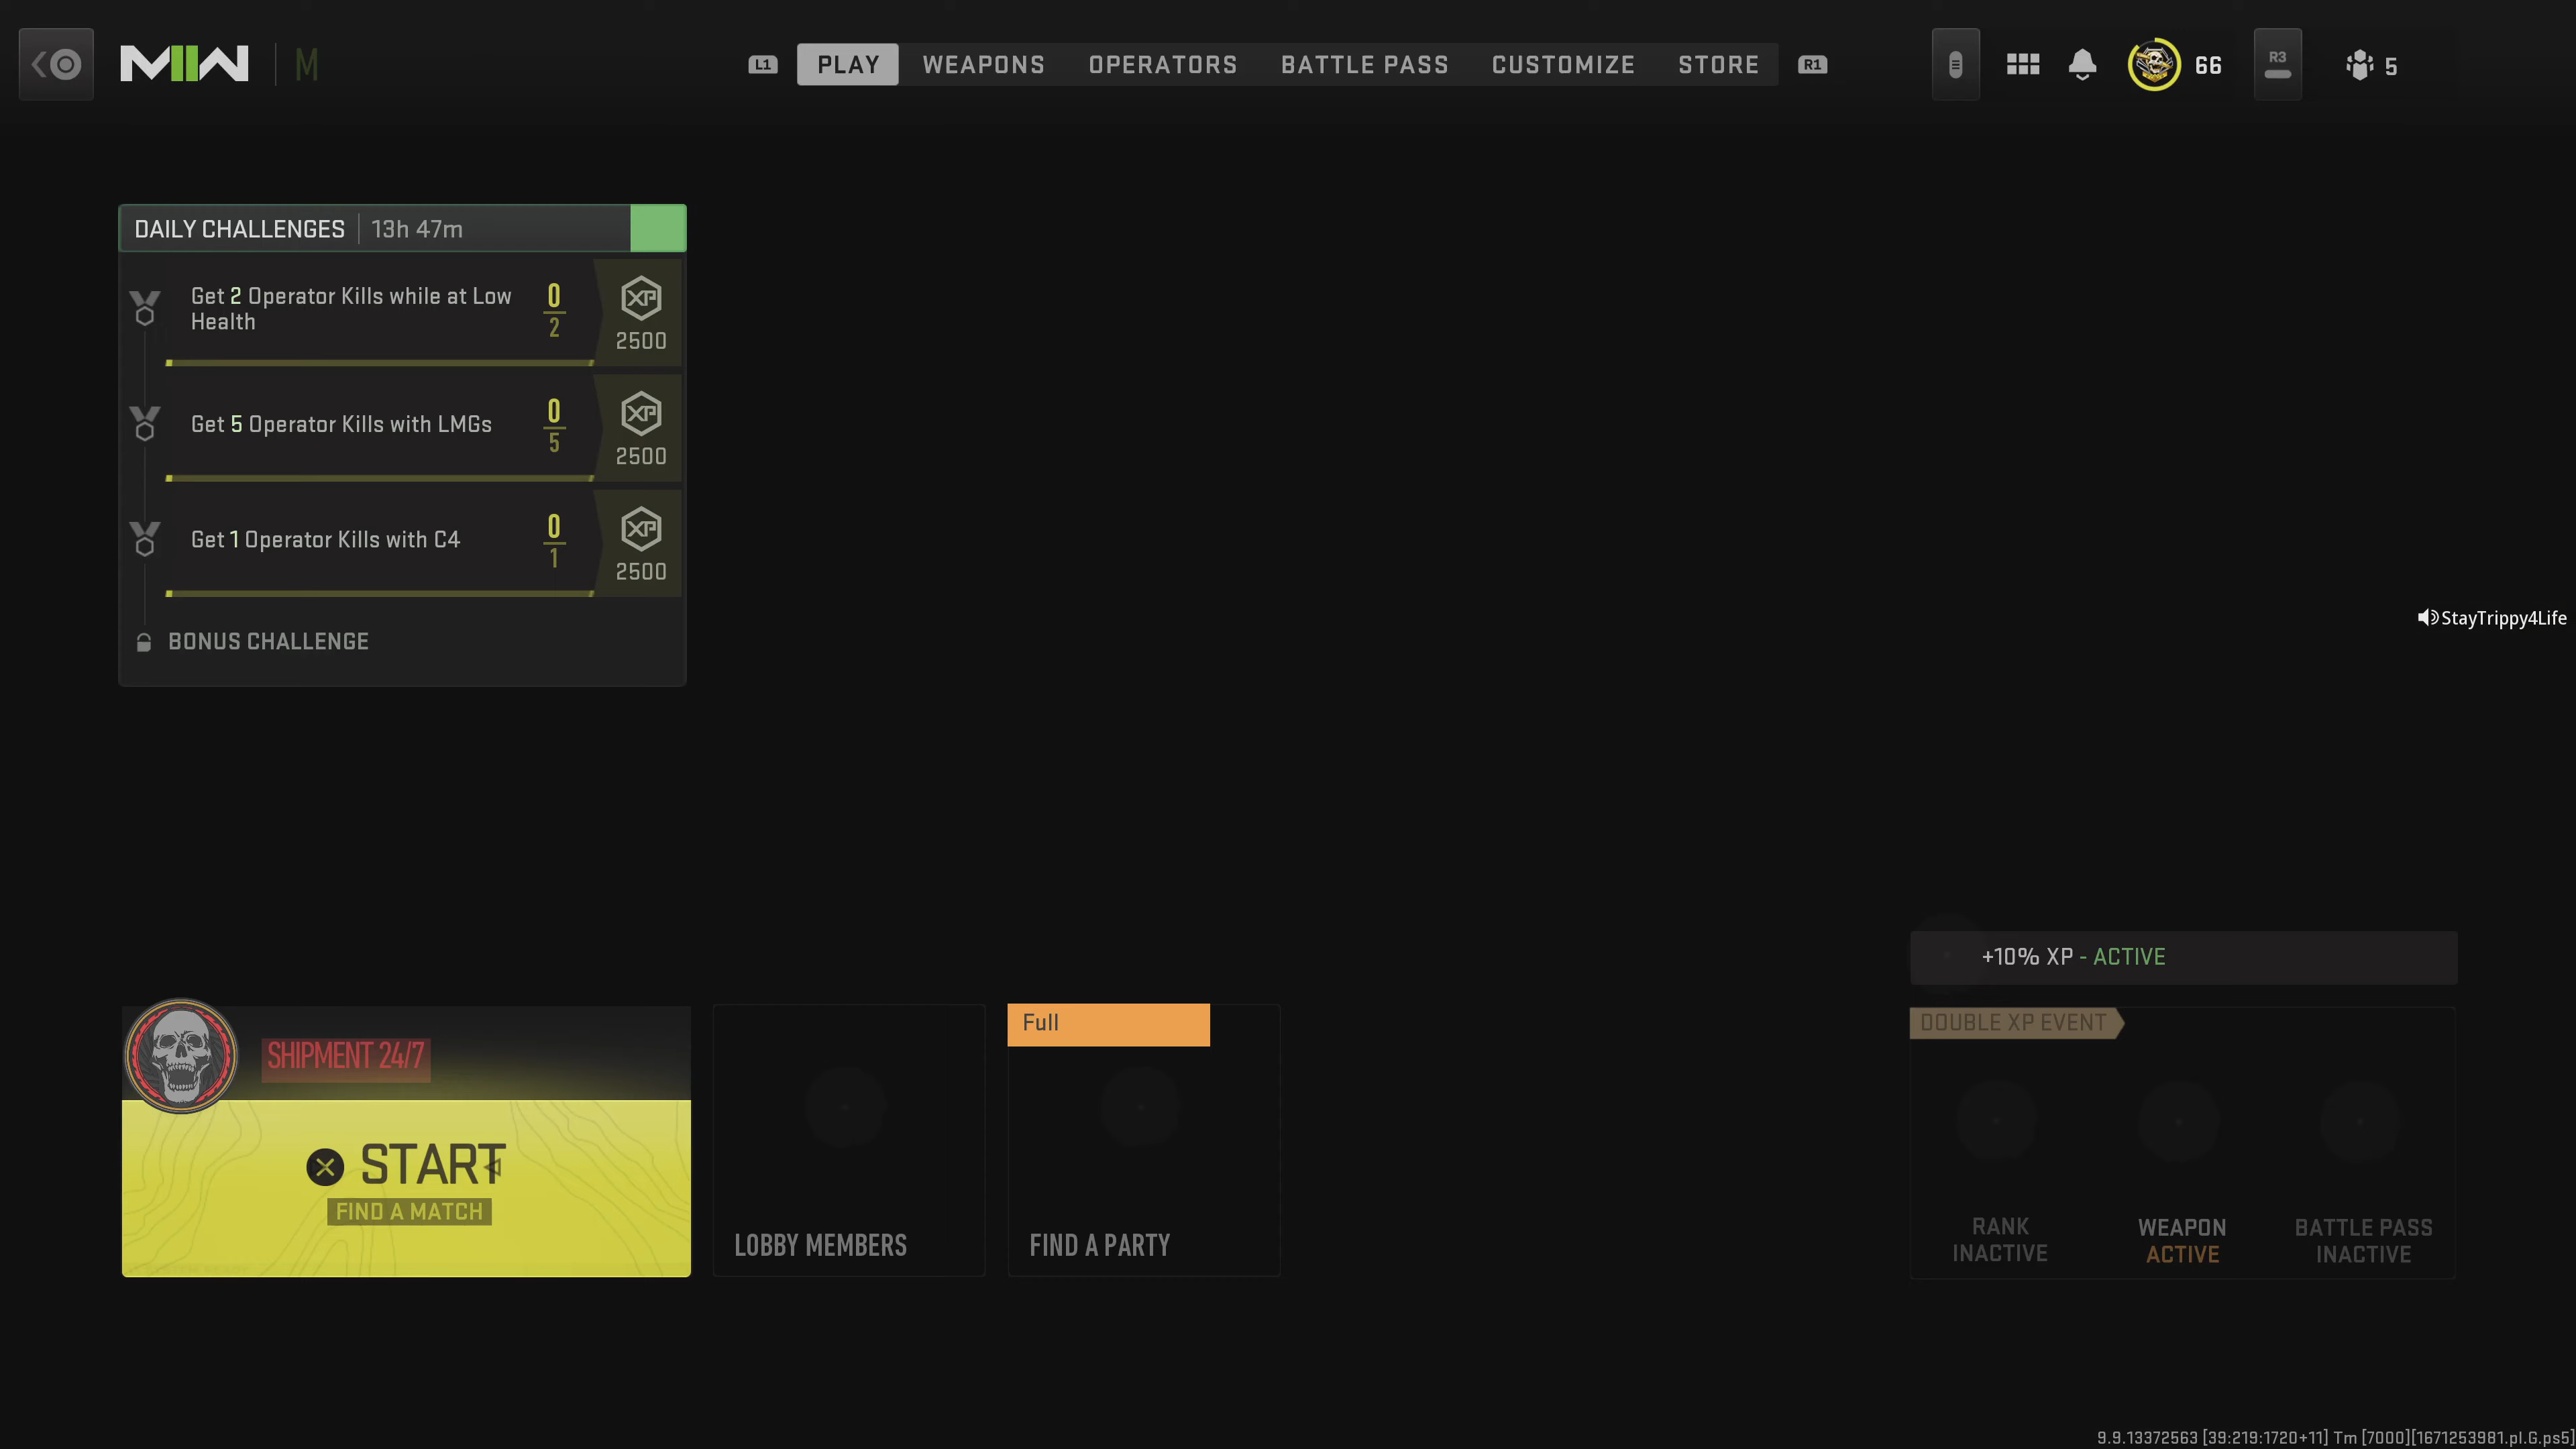 MIIW
M
L1
PLAY
WEAPONS
OPERATORS
BATTLE PASS
CUSTOMIZE
STORE
R1
66
R3
5
DAILY CHALLENGES 13h 47m
Get 2 Operator Kills while at Low
Health
0
2
XP
2500
Get 5 Operator Kills with LMGs
0
5
XP
2500
Get 1 Operator Kills with C4
0
1
XP
2500
BONUS CHALLENGE
StayTrippy4Life
+10% XP - ACTIVE
SHIPMENT 24/7
START
FIND A MATCH
LOBBY MEMBERS
Full
FIND A PARTY
DOUBLE XP EVENT
RANK
INACTIVE
WEAPON
ACTIVE
BATTLE PASS
INACTIVE
9.9.13372563 [39:219:1720+11] Tm [7000][1671253981.pl.G.ps5]